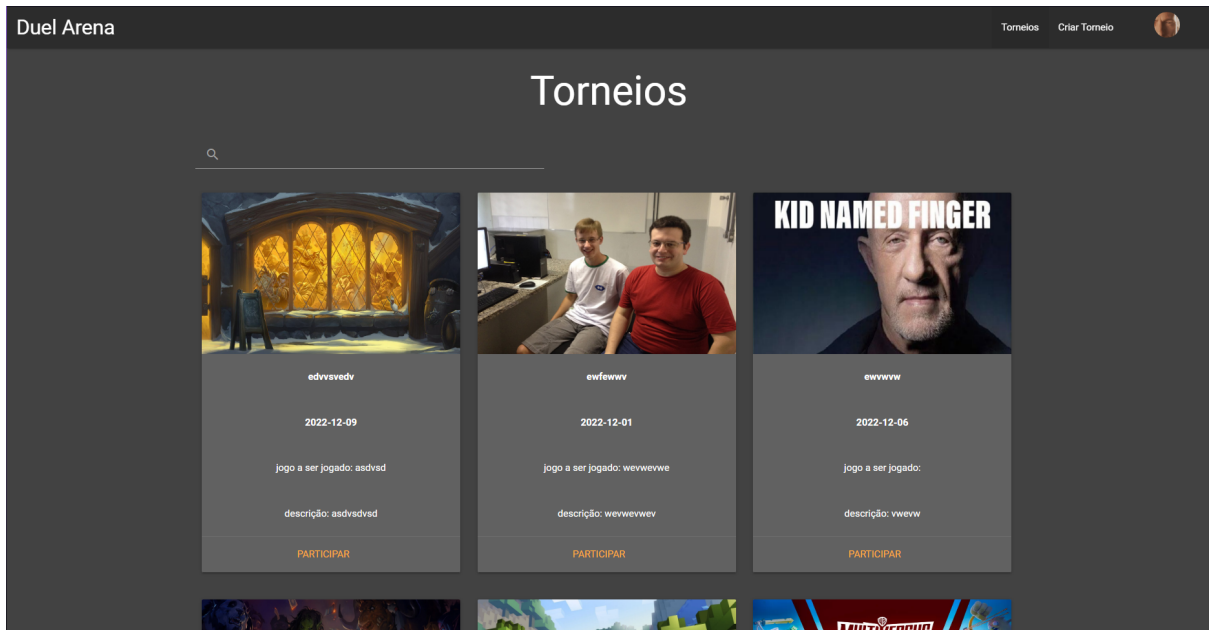 Duel Arena
Torneios
Criar Torneio
Torneios
KID NAMED FINGER
edvvsvedv
2022-12-09
jogo a ser jogado: asdvsd
descrição: asdvsdvsd
PARTICIPAR
ewfewwv
2022-12-01
jogo a ser jogado: wevwevwe
descrição: wevwevwev
PARTICIPAR
ewvwvw
2022-12-06
jogo a ser jogado:
descrição: vwevw
PARTICIPAR